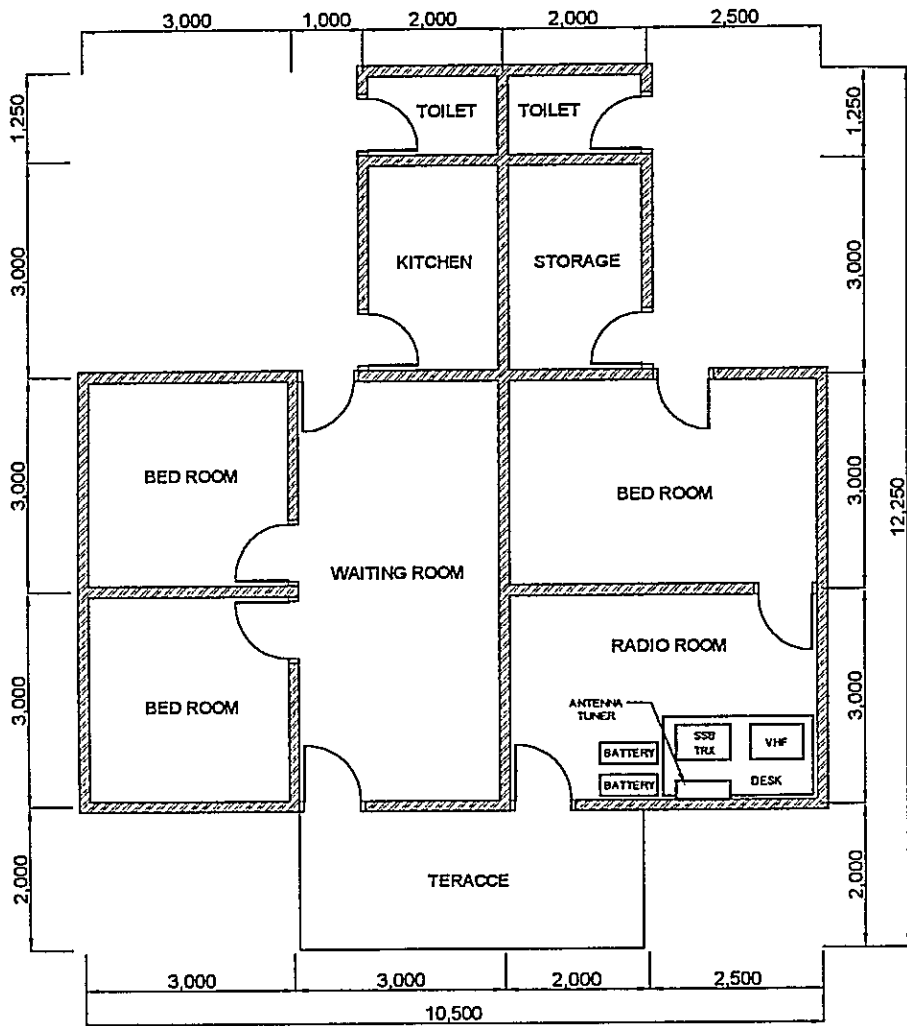 3,000 1,000 2,000 2,000 2,500
1,250
TOILET TOILET
1,250
3,000
KITCHEN STORAGE
3,000
12,250
3,000
BED ROOM
BED ROOM
3,000
WAITING ROOM
3,000
BED ROOM
RADIO ROOM
3,000
ANTENNA
TUNER
SSB
TRX
VHF
BATTERY
BATTERY
DESK
2,000
TERACCE
2,000
3,000 3,000 2,000 2,500
10,500